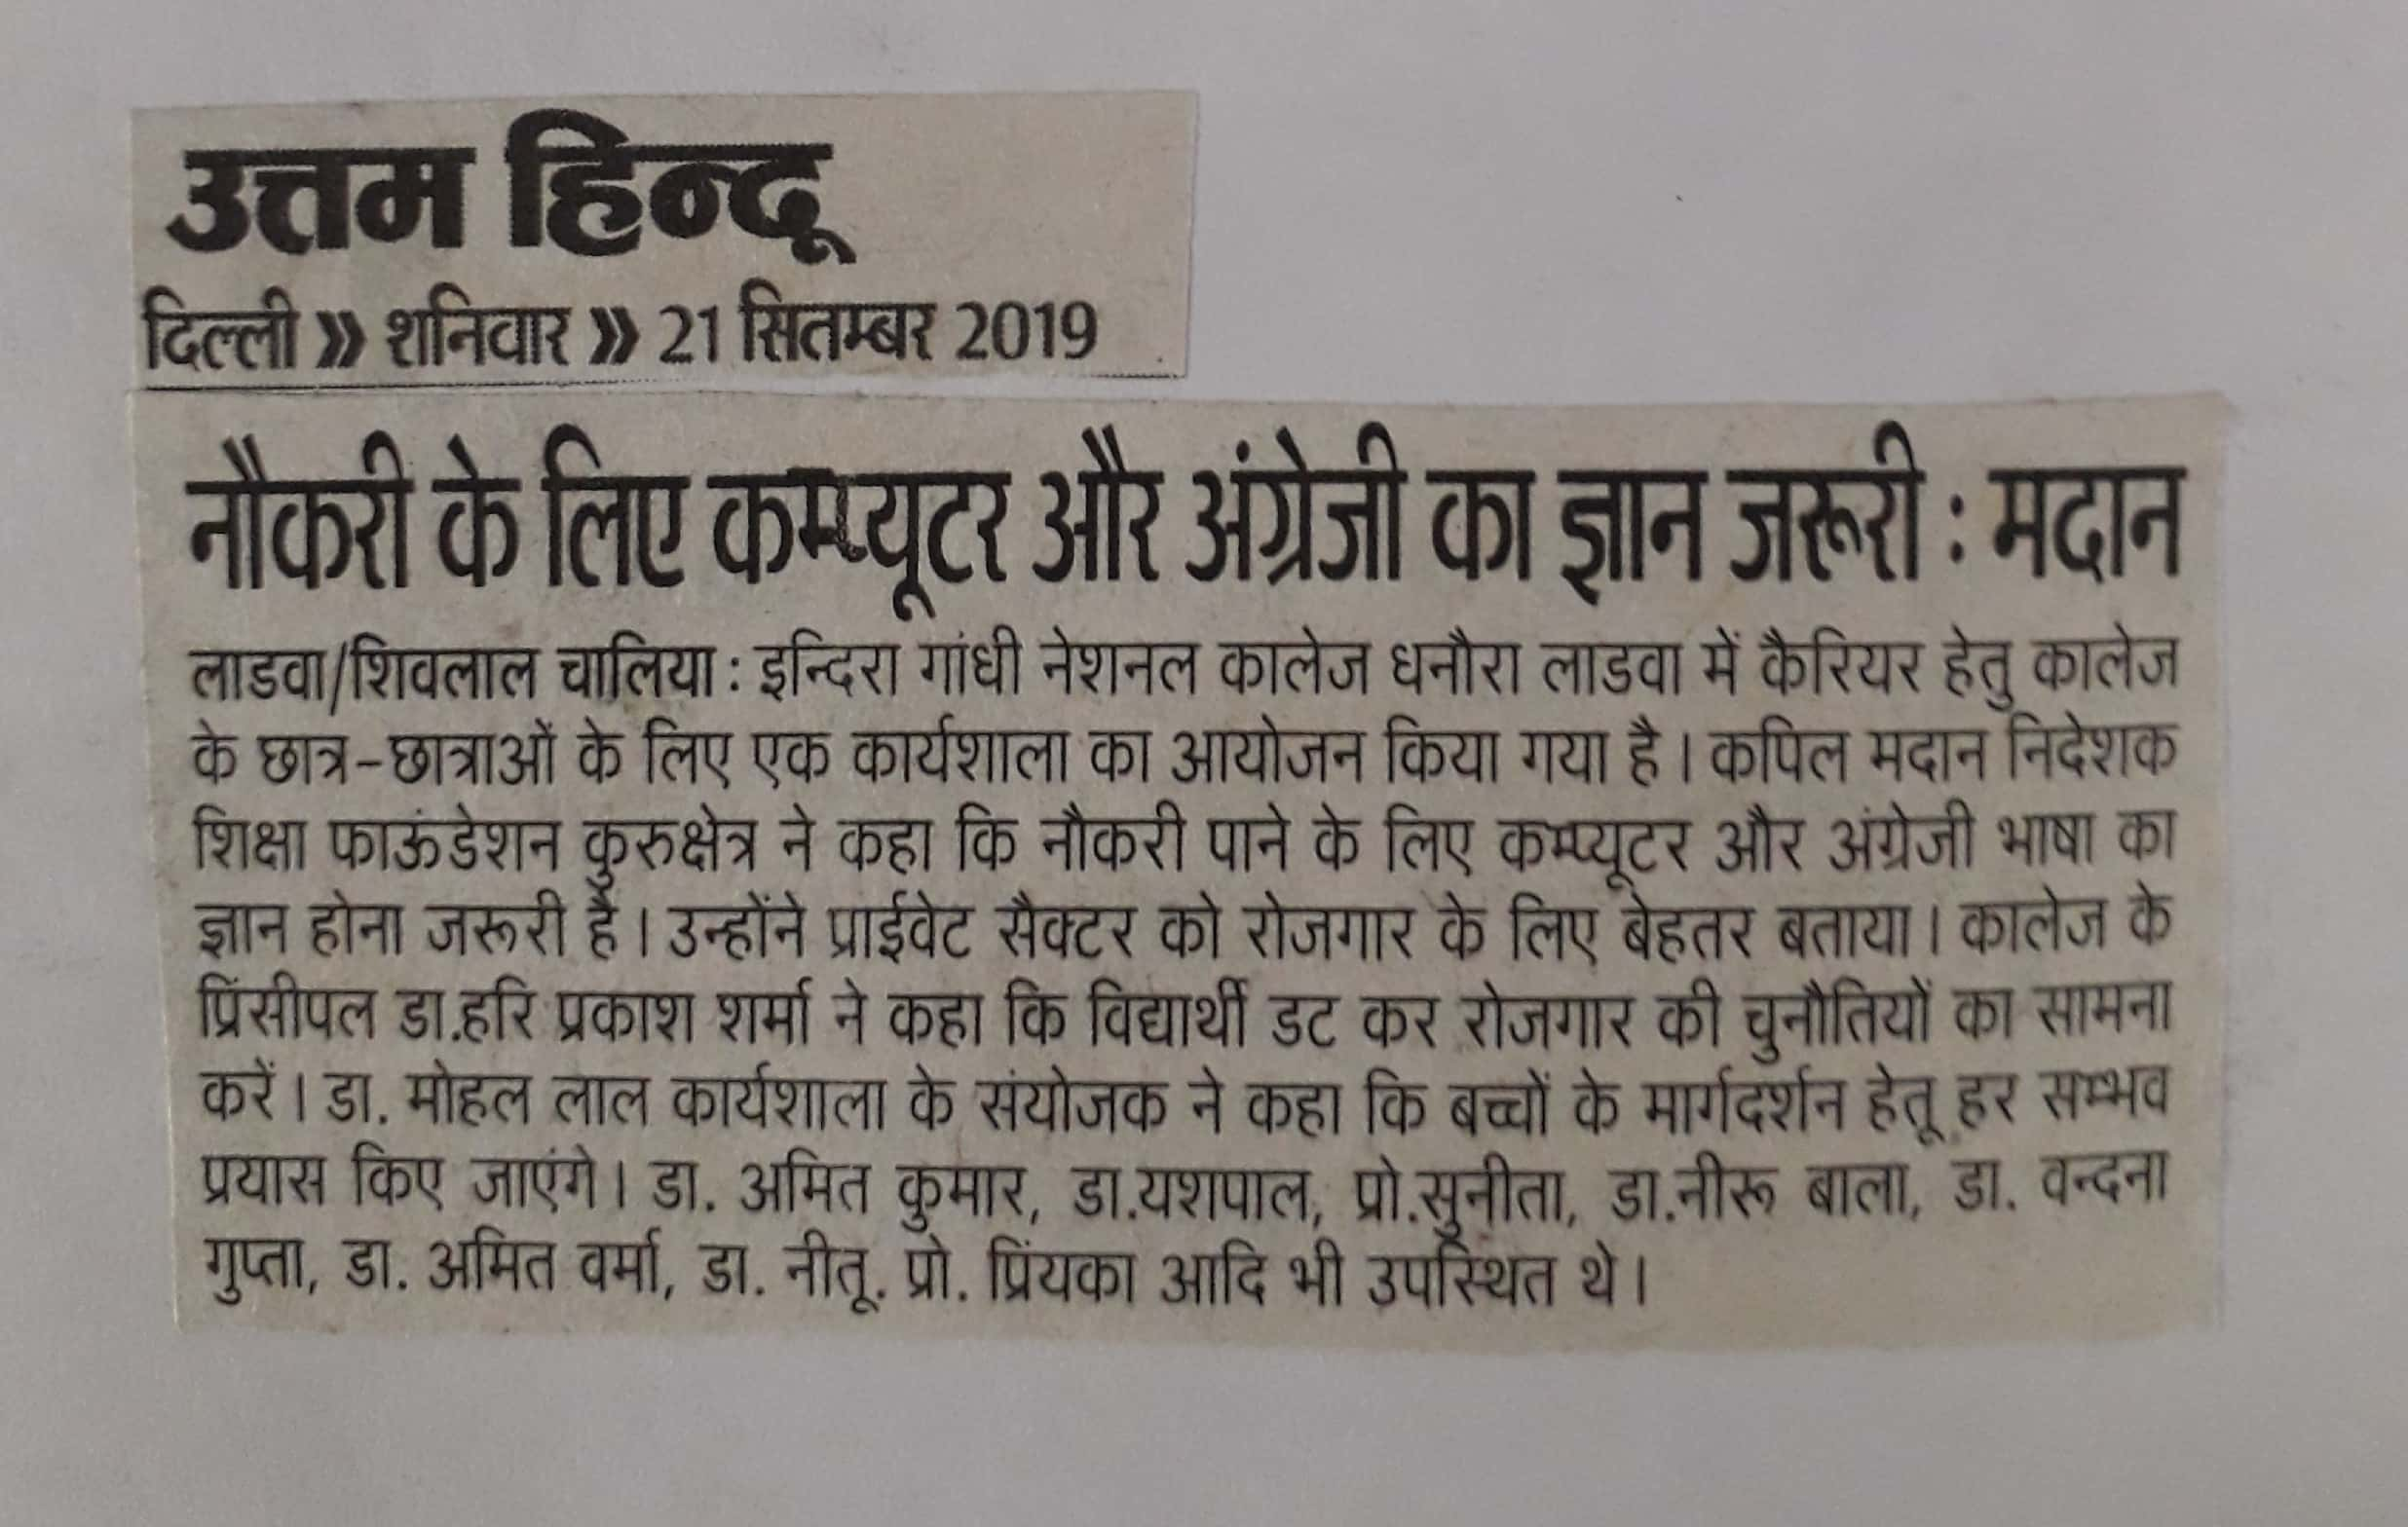 उत्तम हिन्दू
दिल्ली » शनिवार » 21 सितम्बर 2019
नौकरी के लिए कम्प्यूटर और अंग्रेजी का ज्ञान जरूरी : मदान
लाडवा/शिवलाल चालिया : इन्दिरा गांधी नेशनल कालेज धनौरा लाडवा में कैरियर हेतु कालेज
के छात्र-छात्राओं के लिए एक कार्यशाला का आयोजन किया गया है। कपिल मदान निदेशक
शिक्षा फाऊंडेशन कुरुक्षेत्र ने कहा कि नौकरी पाने के लिए कम्प्यूटर और अंग्रेजी भाषा का
ज्ञान होना जरूरी है। उन्होंने प्राईवेट सैक्टर को रोजगार के लिए बेहतर बताया। कालेज के
प्रिंसीपल डा.हरि प्रकाश शर्मा ने कहा कि विद्यार्थी डट कर रोजगार की चुनौतियों का सामना
करें। डा. मोहल लाल कार्यशाला के संयोजक ने कहा कि बच्चों के मार्गदर्शन हेतू हर सम्भव
प्रयास किए जाएंगे। डा. अमित कुमार, डा.यशपाल, प्रो.सुनीता, डा.नीरू बाला, डा. वन्दना
गुप्ता, डा. अमित वर्मा, डा. नीतू. प्रो. प्रिंयका आदि भी उपस्थित थे।